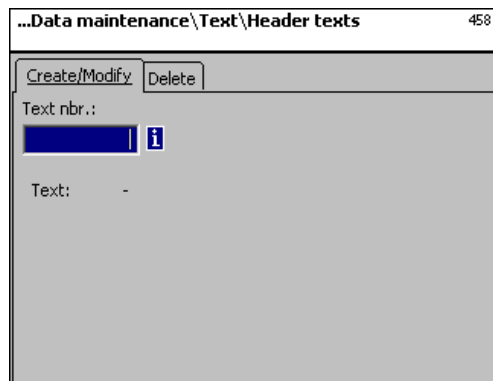 ...Data maintenance\Text\Header texts 458
Create/Modify Delete
Text nbr.:
i
Text: -